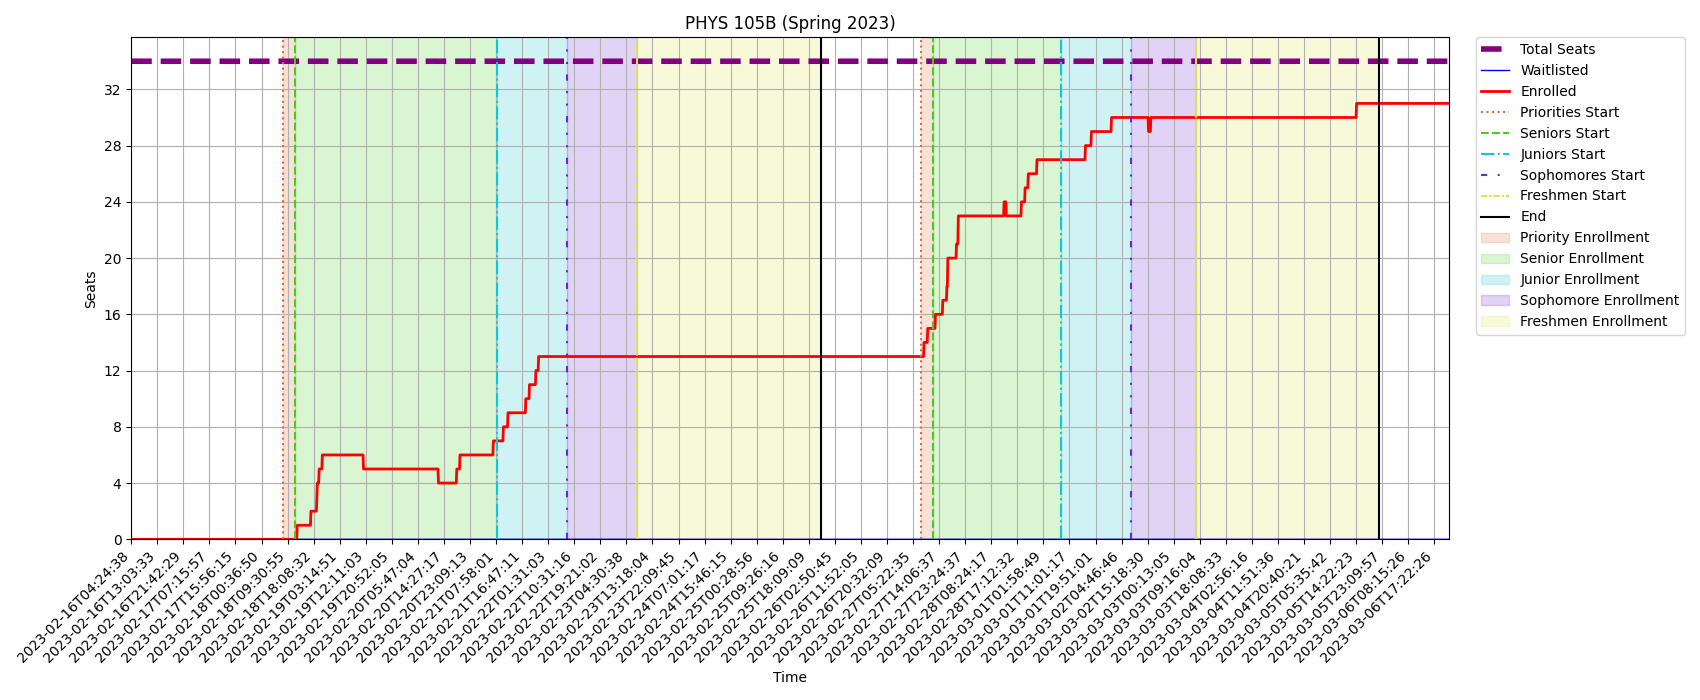 PHYS 105B (Spring 2023)
Total Seats
Waitlisted
Enrolled
Priorities Start
Seniors Start
Juniors Start
Sophomores Start
Freshmen Start
End
Priority Enrollment
Senior Enrollment
Junior Enrollment
Sophomore Enrollment
Freshmen Enrollment
Seats
32
28
24
20
16
12
8
4
0
2023-02-16T04:24:38
2023-02-16T13:03:33
2023-02-16T21:42:29
2023-02-17T07:15:57
2023-02-17T15:56:15
2023-02-18T00:36:50
2023-02-18T09:30:55
2023-02-18T18:08:32
2023-02-19T03:14:51
2023-02-19T12:11:03
2023-02-19T20:52:05
2023-02-20T05:47:04
2023-02-20T14:27:17
2023-02-20T23:09:13
2023-02-21T07:58:01
2023-02-21T16:47:11
2023-02-22T01:31:03
2023-02-22T10:31:16
2023-02-22T19:21:02
2023-02-23T04:30:38
2023-02-23T13:18:04
2023-02-23T22:09:45
2023-02-24T07:01:17
2023-02-24T15:46:15
2023-02-25T00:28:56
2023-02-25T09:26:16
2023-02-25T18:09:09
2023-02-26T02:50:45
2023-02-26T11:52:05
2023-02-26T20:32:09
2023-02-27T05:22:35
2023-02-27T14:06:37
2023-02-27T23:24:37
2023-02-28T08:24:17
2023-02-28T17:12:32
2023-03-01T01:58:49
2023-03-01T11:01:17
2023-03-01T19:51:01
2023-03-02T04:46:46
2023-03-02T15:18:30
2023-03-03T00:13:05
2023-03-03T09:16:04
2023-03-03T18:08:33
2023-03-04T02:56:16
2023-03-04T11:51:36
2023-03-04T20:40:21
2023-03-05T05:35:42
2023-03-05T14:22:23
2023-03-05T23:09:57
2023-03-06T08:15:26
2023-03-06T17:22:26
Time